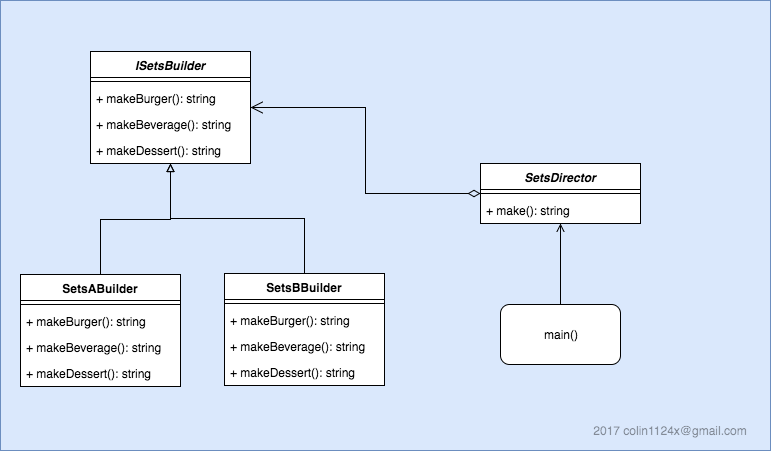 ISetsBuilder
+ makeBurger(): string
+ makeBeverage(): string
+ makeDessert(): string
SetsDirector
+ make(): string
SetsABuilder
+ makeBurger(): string
+ makeBeverage(): string
+ makeDessert(): string
SetsBBuilder
+ makeBurger(): string
+ makeBeverage(): string
+ makeDessert(): string
main()
2017 colin1124x@gmail.com